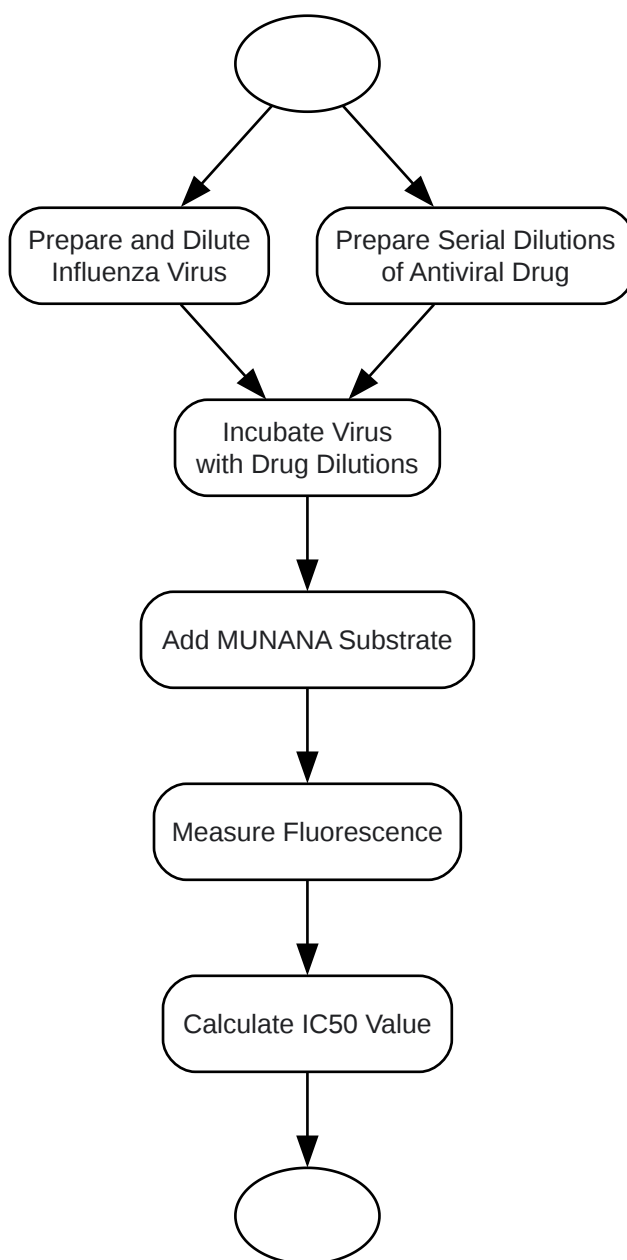 Prepare and Dilute
Influenza Virus
Prepare Serial Dilutions
of Antiviral Drug
Incubate Virus
with Drug Dilutions
Add MUNANA Substrate
Measure Fluorescence
Calculate IC50 Value